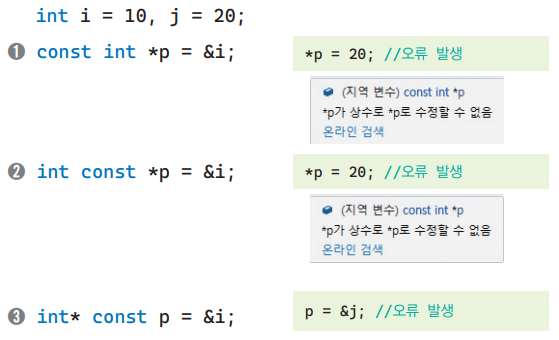 int i = 10, j = 20;
❶ const int *p = &i;
*p = 20; //오류 발생
(지역 변수) const int *p
*p가 상수로 *p로 수정할 수 없음
온라인 검색
❷ int const *p = &i;
*p = 20; //오류 발생
(지역 변수) const int *p
*p가 상수로 *p로 수정할 수 없음
온라인 검색
❸ int* const p = &i;
p = &j; //오류 발생